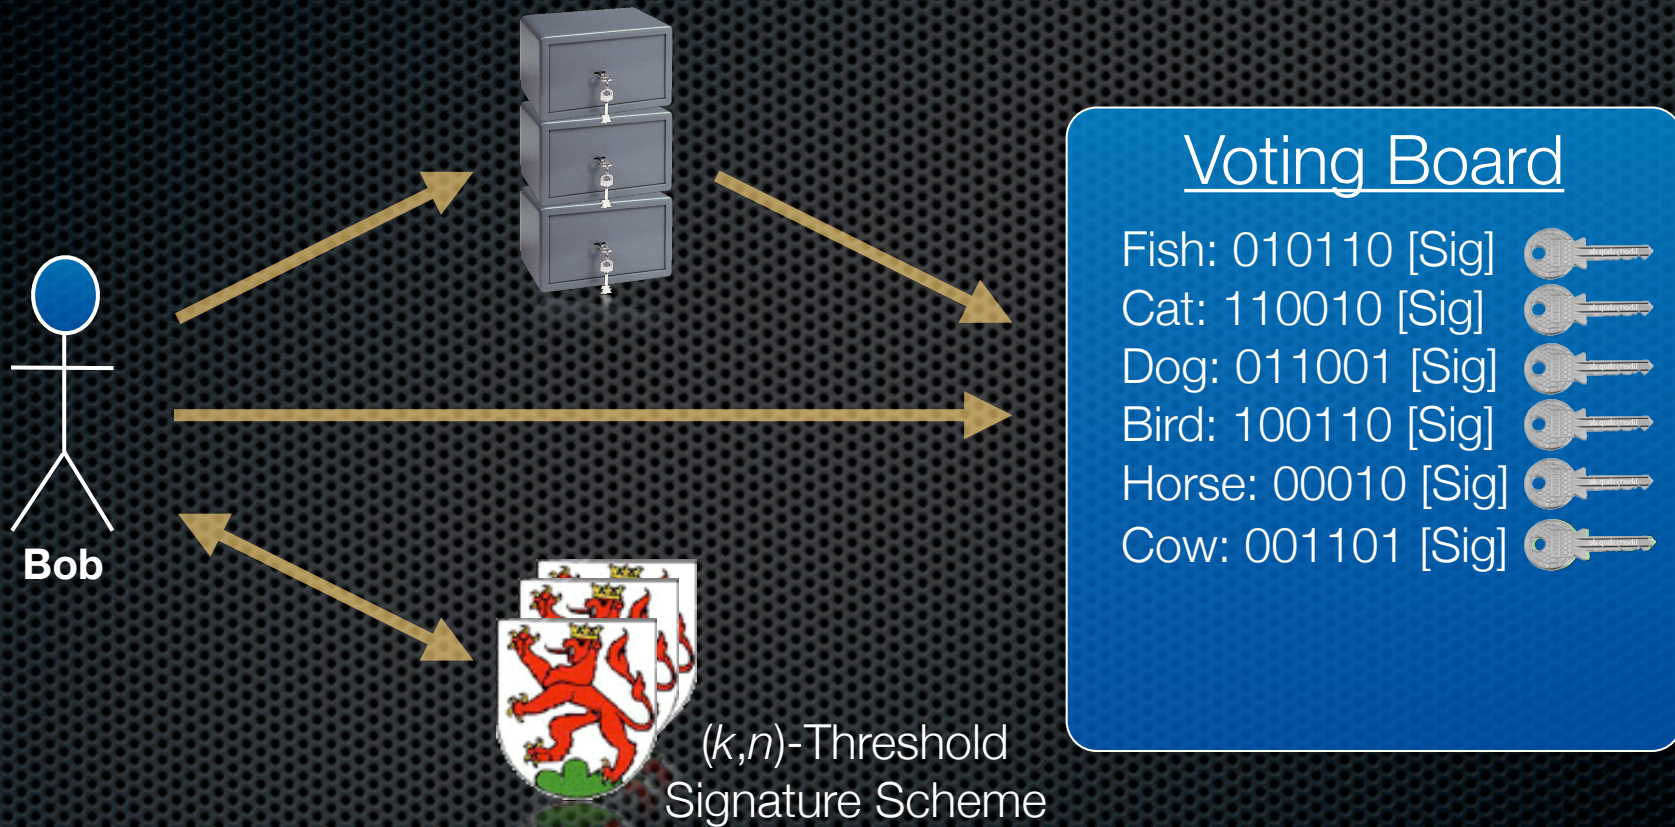 Voting Board
Fish: 010110 [Sig]
Cat: 110010 [Sig]
Dog: 011001 [Sig]
Bird: 100110 [Sig]
Horse: 00010 [Sig]
Cow: 001101 [Sig]
Bob
(k,n)-Threshold
Signature Scheme